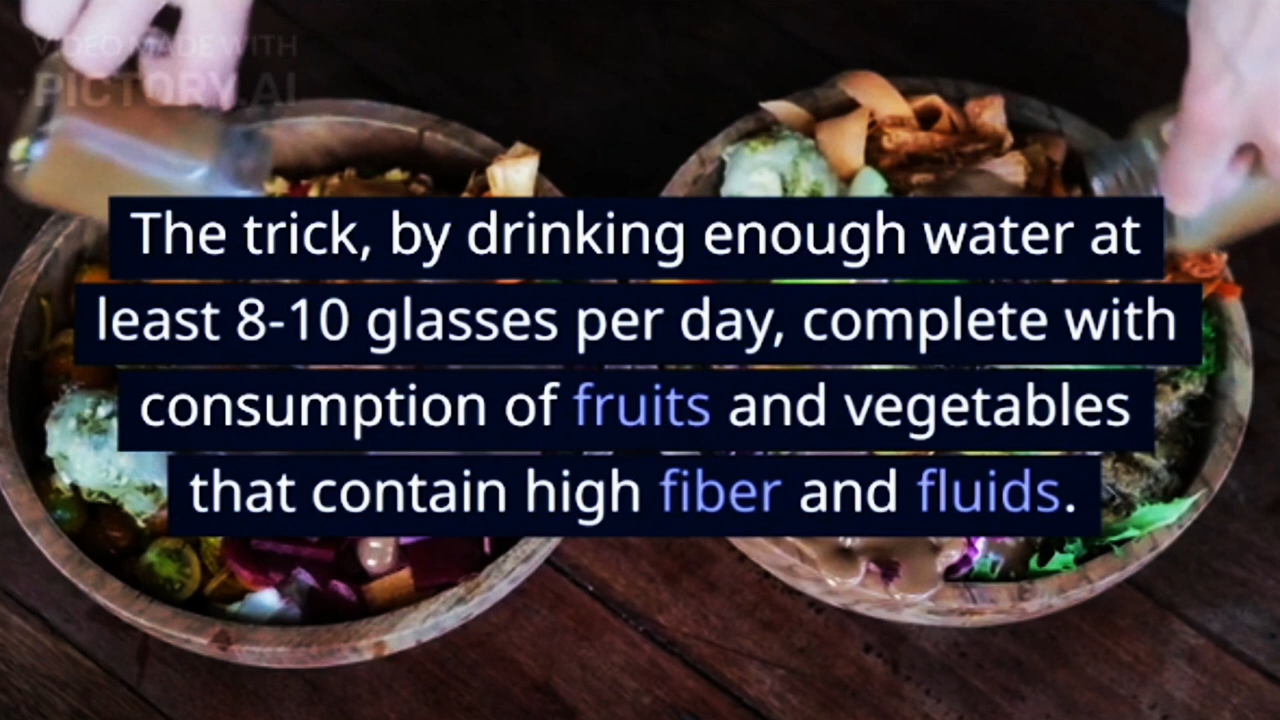 VIDEO MADE WITH
PICTORY.AI
The trick, by drinking enough water at
least 8-10 glasses per day, complete with
consumption of fruits and vegetables
that contain high fiber and fluids.